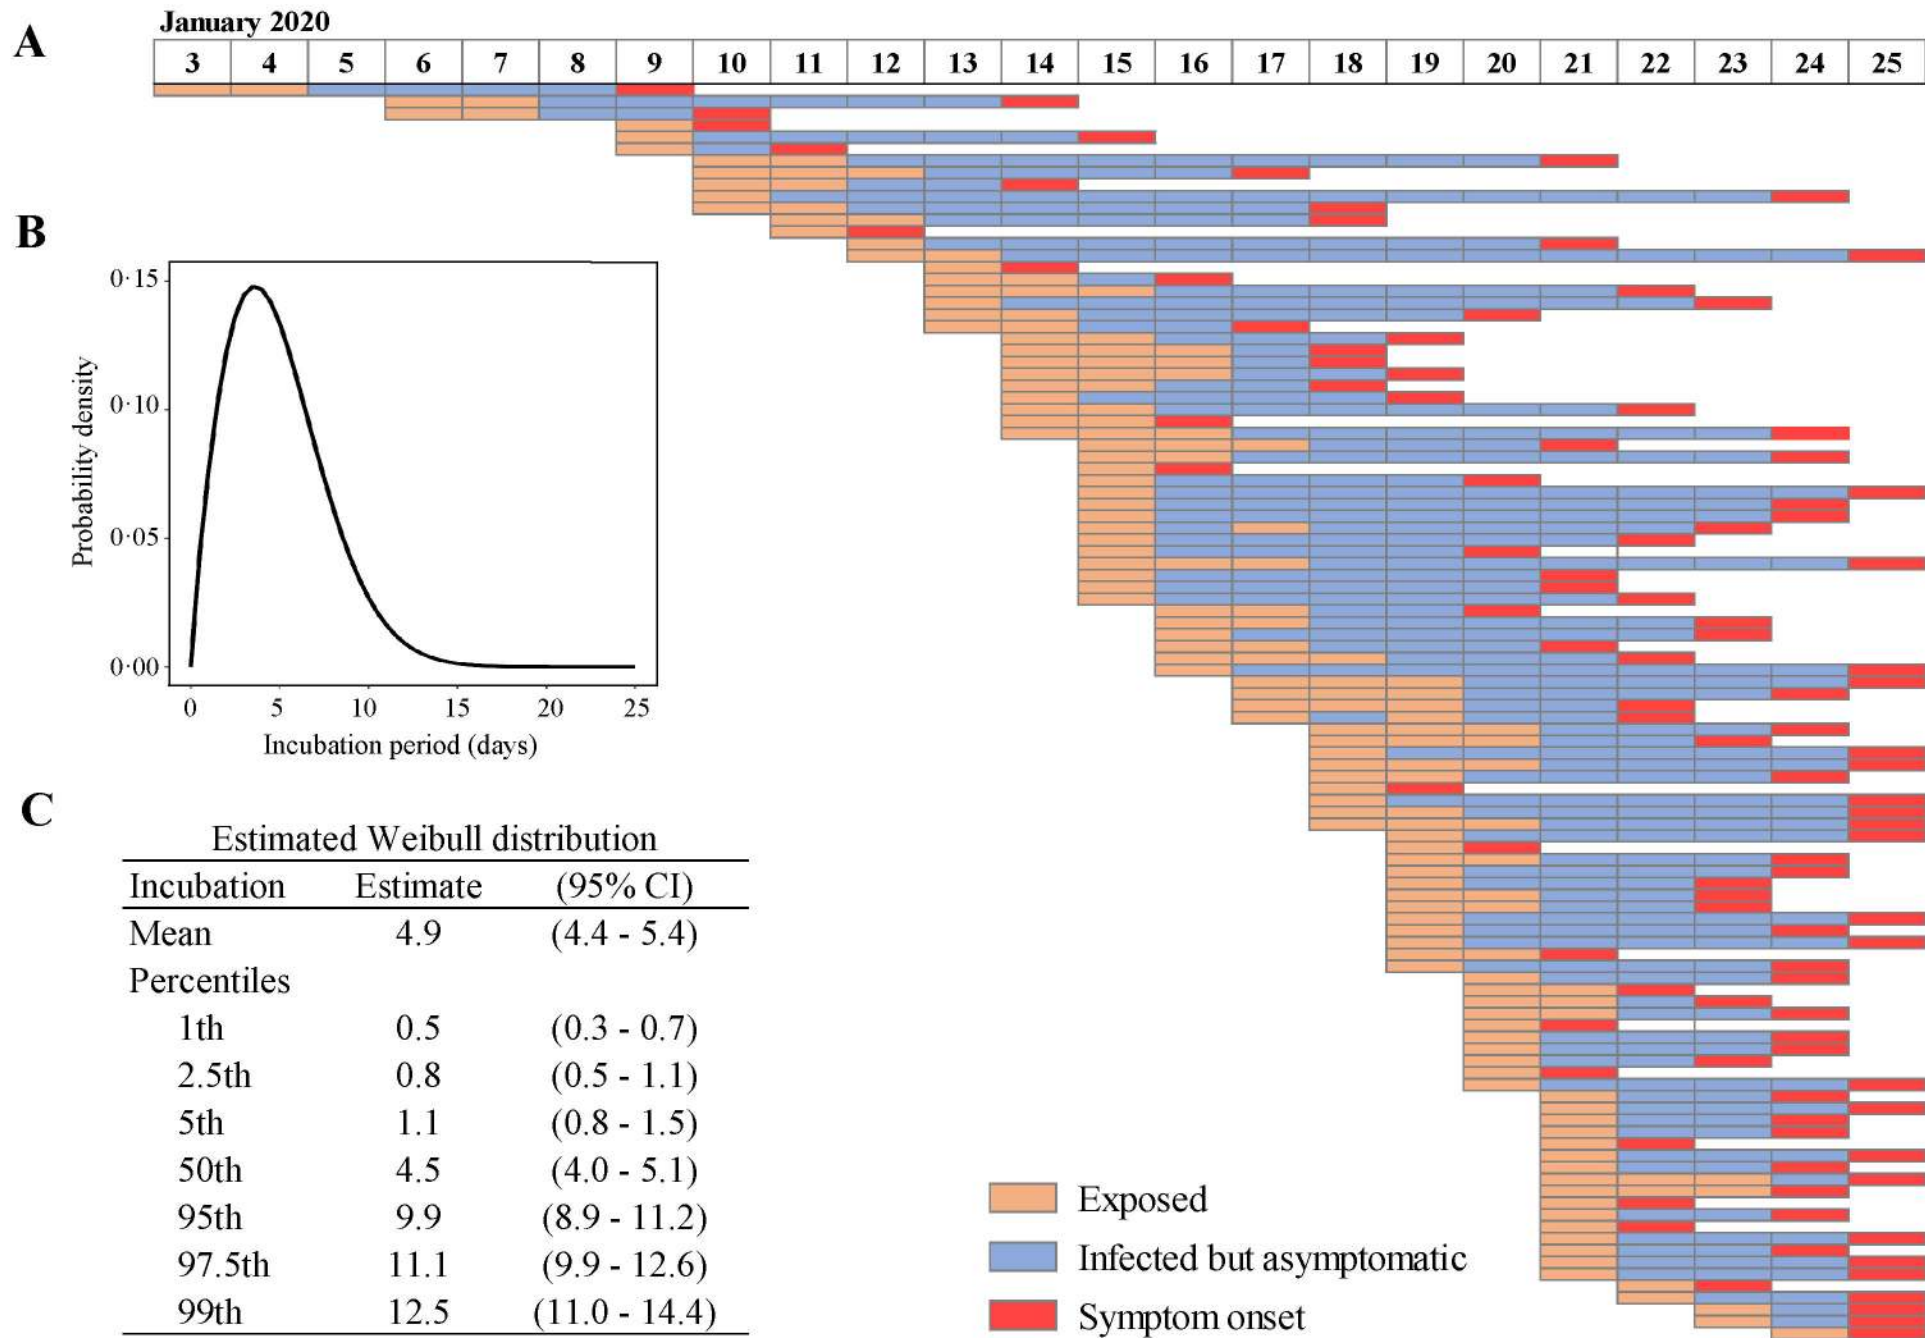 A
January 2020
3 4 5 6 7 8 9 10 11 12 13 14 15 16 17 18 19 20 21 22 23 24 25
B
0·15
0·10
0·05
0·00
Probability density
0 5 10 15 20 25
Incubation period (days)
C
Estimated Weibull distribution
Incubation Estimate (95% CI)
Mean 4.9 (4.4 - 5.4)
Percentiles
1th 0.5 (0.3 - 0.7)
2.5th 0.8 (0.5 - 1.1)
5th 1.1 (0.8 - 1.5)
50th 4.5 (4.0 - 5.1)
95th 9.9 (8.9 - 11.2)
97.5th 11.1 (9.9 - 12.6)
99th 12.5 (11.0 - 14.4)
Exposed
Infected but asymptomatic
Symptom onset